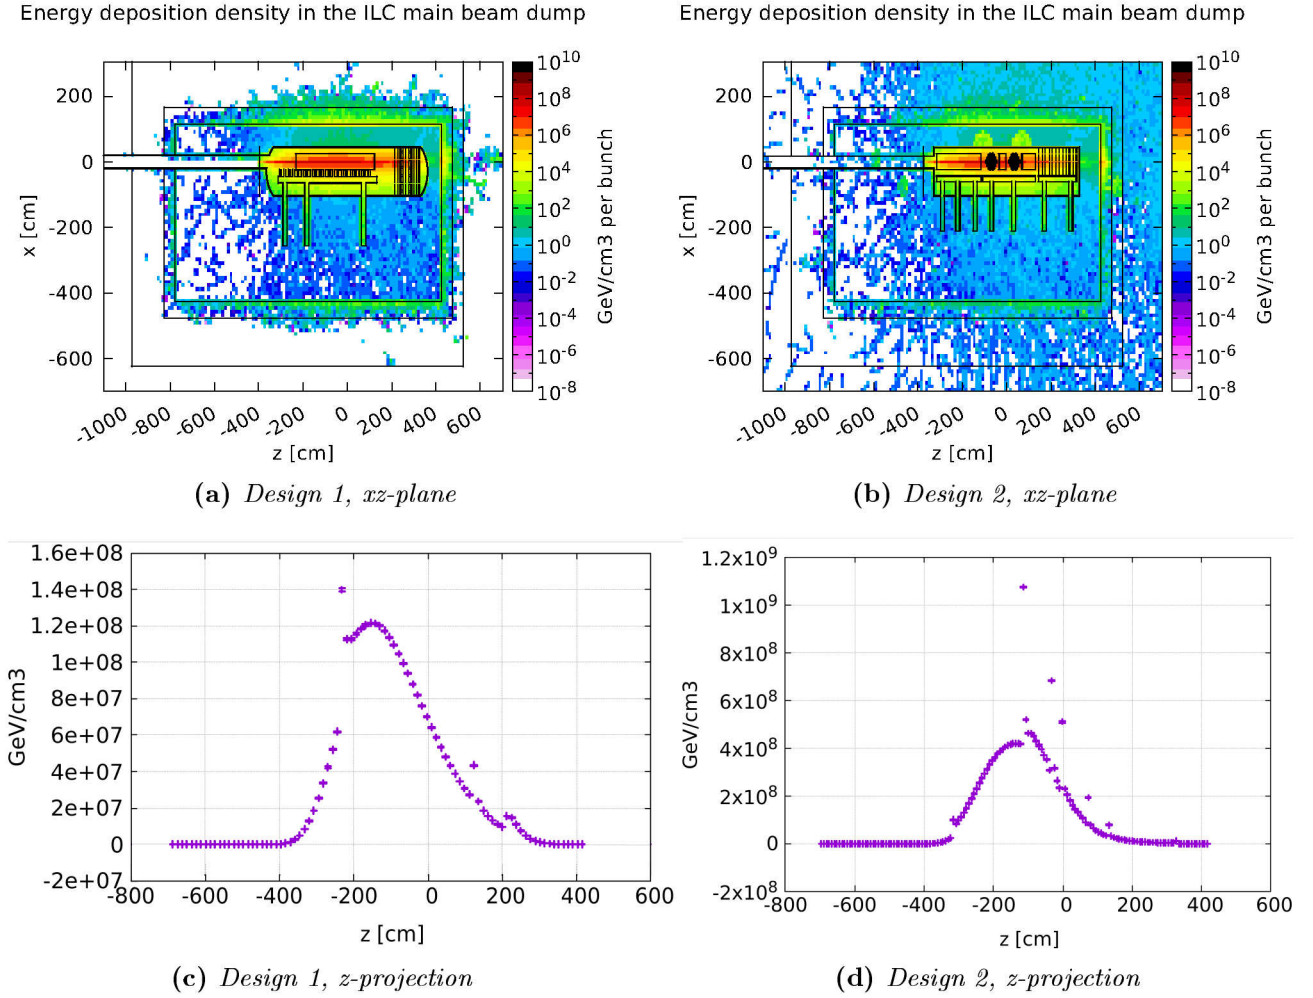 Energy deposition density in the ILC main beam dump
10^10
10^8
10^6
10^4
10^2
10^0
10^-2
10^-4
10^-6
10^-8
GeV/cm3 per bunch
200
0
-200
-400
-600
x [cm]
-1000 -800 -600 -400 -200 0 200 400 600
z [cm]
(a) Design 1, xz-plane
Energy deposition density in the ILC main beam dump
10^10
10^8
10^6
10^4
10^2
10^0
10^-2
10^-4
10^-6
10^-8
GeV/cm3 per bunch
200
0
-200
-400
-600
x [cm]
-1000 -800 -600 -400 -200 0 200 400 600
z [cm]
(b) Design 2, xz-plane
1.6e+08
1.4e+08
1.2e+08
1e+08
8e+07
6e+07
4e+07
2e+07
0
-2e+07
GeV/cm3
-800 -600 -400 -200 0 200 400 600
z [cm]
(c) Design 1, z-projection
1.2x10^9
1x10^9
8x10^8
6x10^8
4x10^8
2x10^8
0
-2x10^8
GeV/cm3
-800 -600 -400 -200 0 200 400 600
z [cm]
(d) Design 2, z-projection